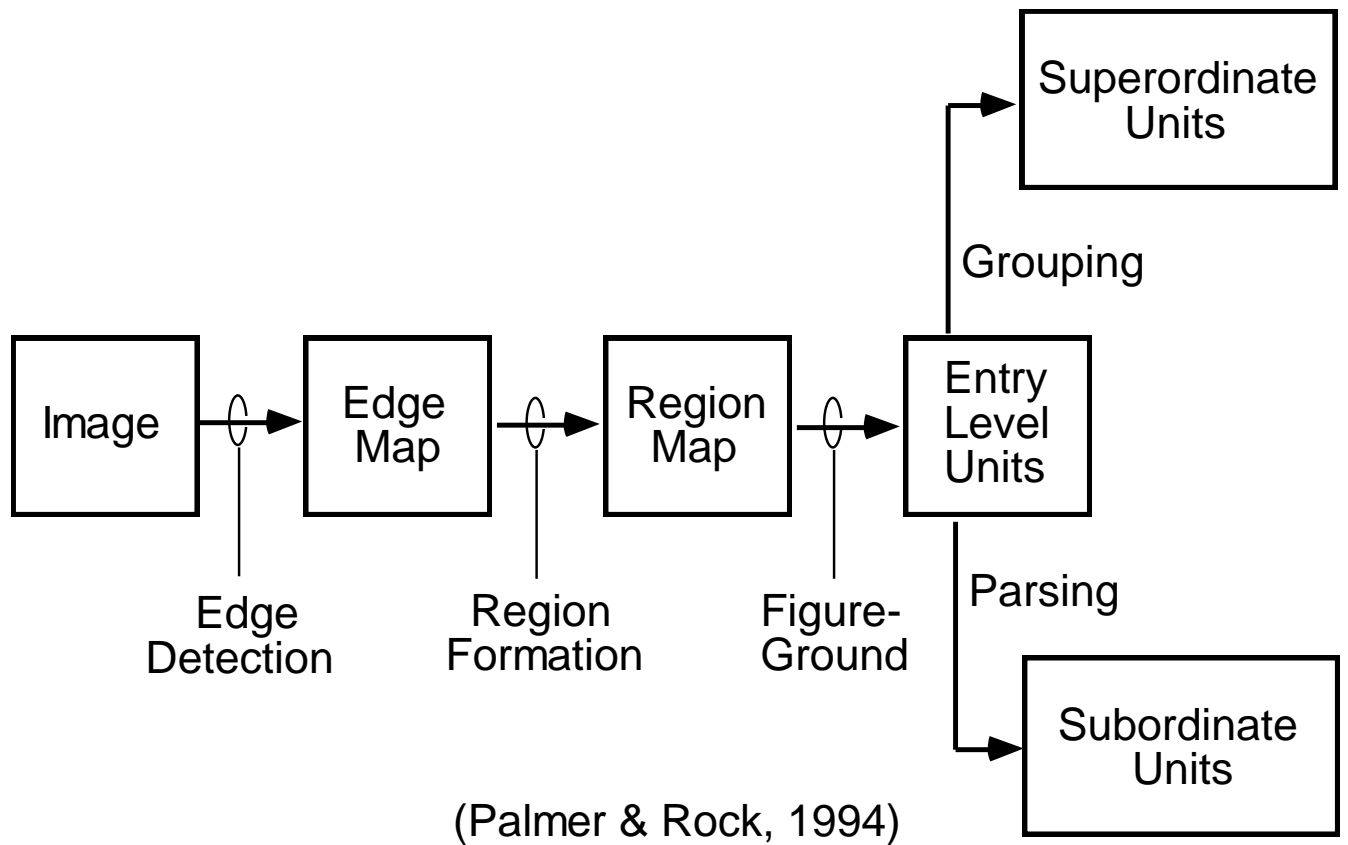 Superordinate
Units
Grouping
Image
Edge
Map
Region
Map
Entry
Level
Units
Edge
Detection
Region
Formation
Figure-
Ground
Parsing
Subordinate
Units
(Palmer & Rock, 1994)